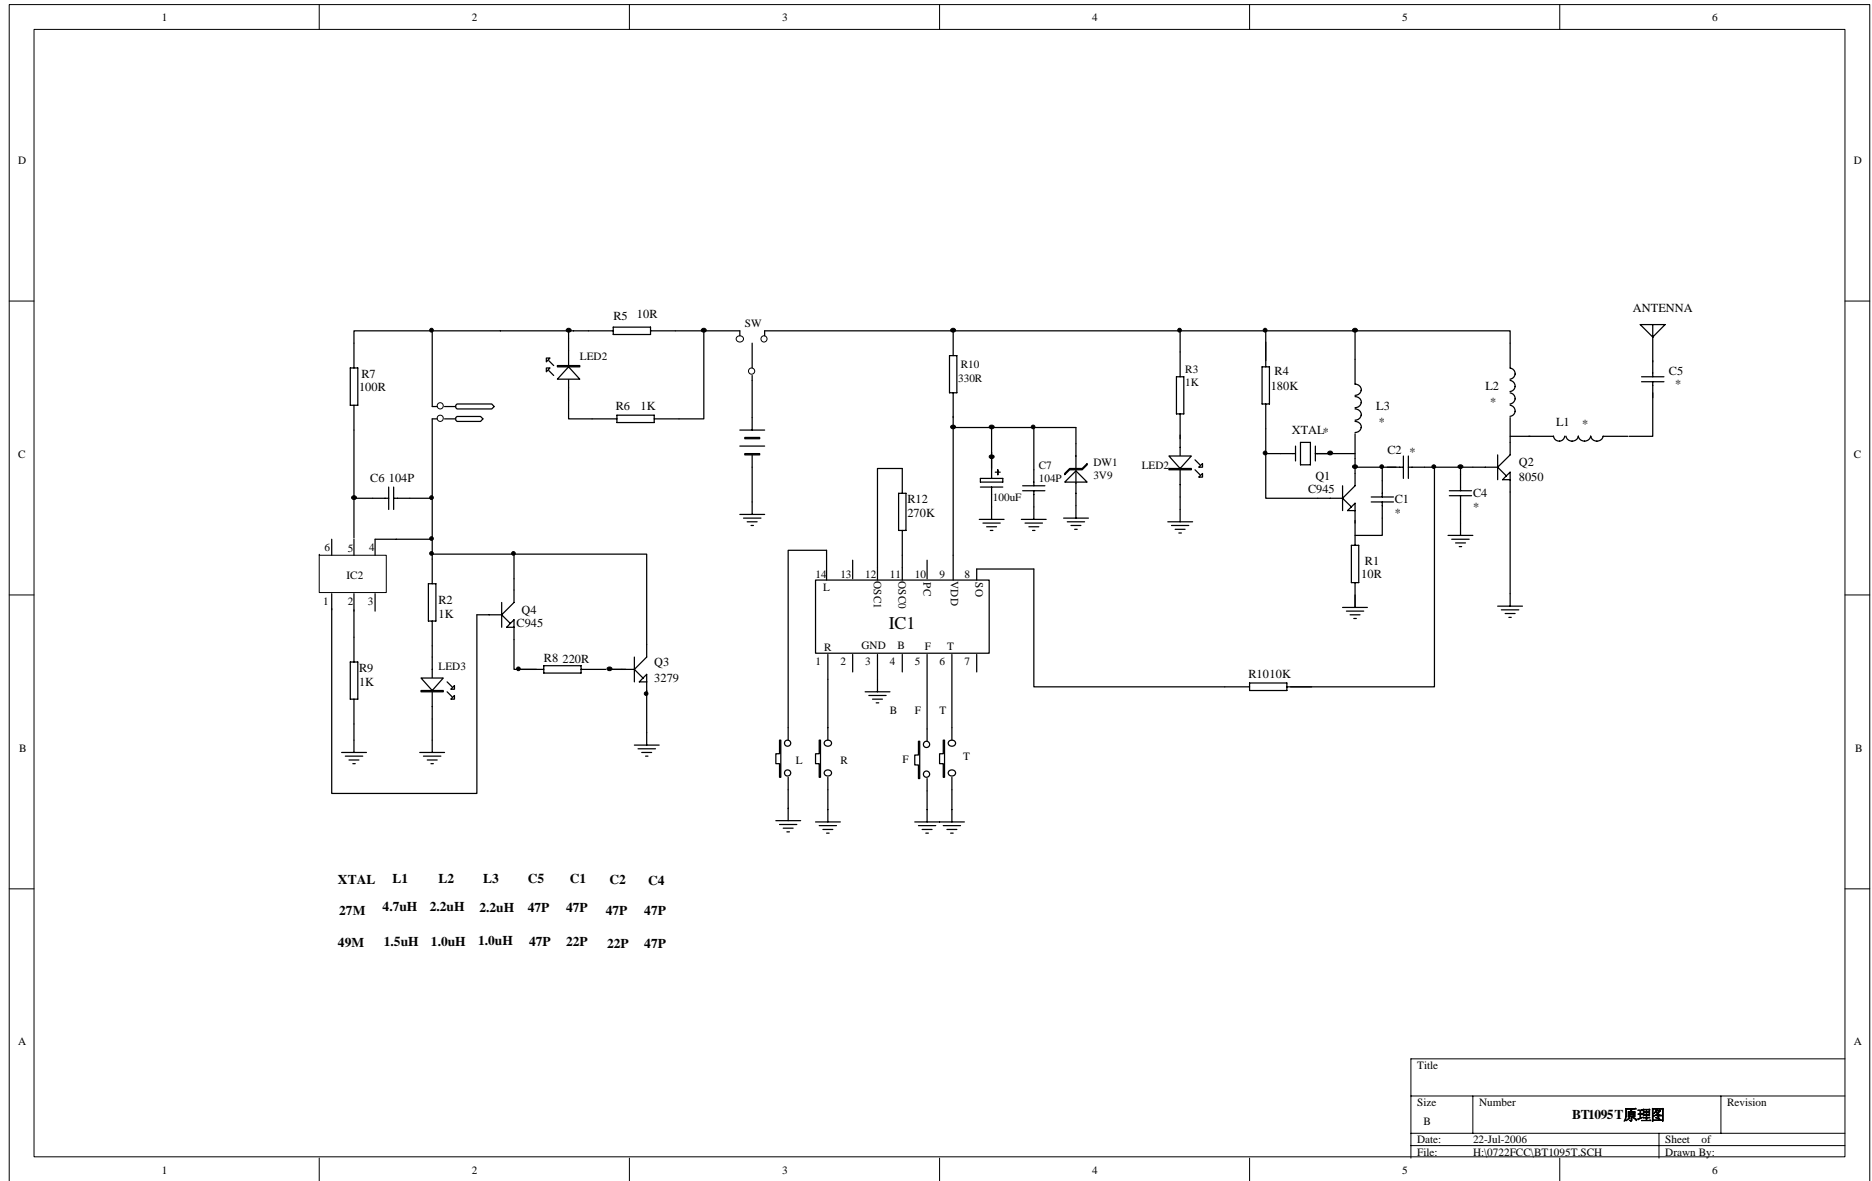 1 2 3 4 5 6
D D
ANTENNA
R5 10R
SW
LED2
R7
100R
R10
330R
R3
1K
R4
180K
C5
*
L2
*
R6 1K
L3
*
L1 *
XTAL*
C2 *
C C
C6 104P
+
100uF
C7
104P
DW1
3V9
LED2
Q1
C945
Q2
8050
C1
*
C4
*
R12
270K
6 5 4
IC2
1 2 3
R1
10R
14 13 12 11 10 9 8
L OSC1 OSC0 PC VDD SO
IC1
R GND B F T
1 2 3 4 5 6 7
R2
1K
Q4
C945
R9
1K
LED3
R8 220R
Q3
3279
R1010K
B F T
B B
L R F T
XTAL L1 L2 L3 C5 C1 C2 C4
27M 4.7uH 2.2uH 2.2uH 47P 47P 47P 47P
49M 1.5uH 1.0uH 1.0uH 47P 22P 22P 47P
A A
Title
Size Number Revision
B BT1095T原理图
Date: 22-Jul-2006 Sheet of
File: H:\0722FCC\BT1095T.SCH Drawn By:
1 2 3 4 5 6